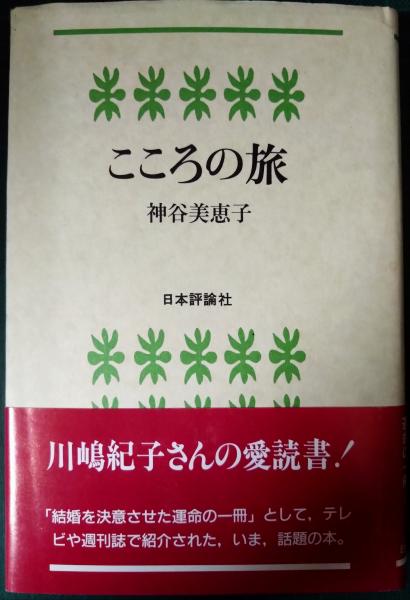 こころの旅
神谷美恵子
日本評論社
川嶋紀子さんの愛読書!
「結婚を決意させた運命の一冊」として,テレ
ビや週刊誌で紹介された,いま,話題の本。